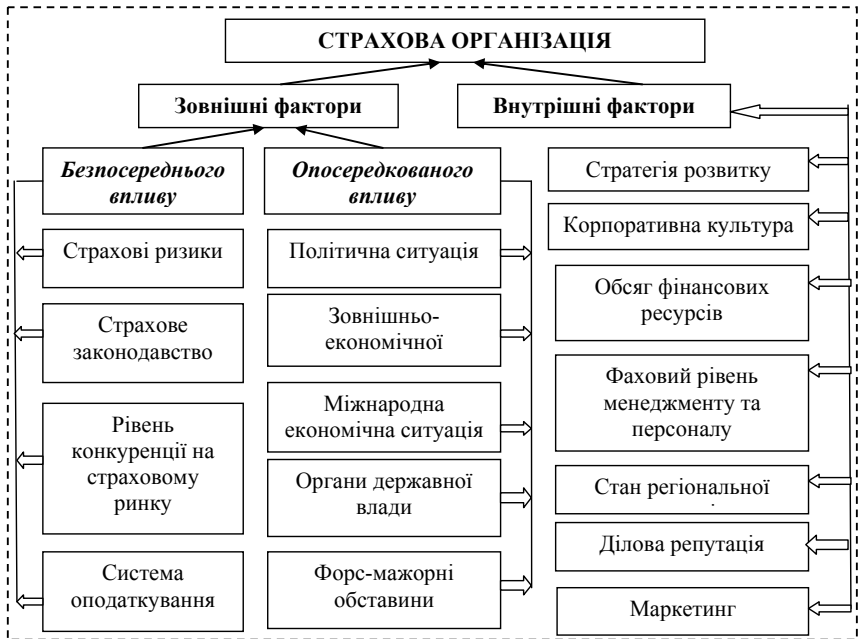 СТРАХОВА ОРГАНІЗАЦІЯ
Зовнішні фактори
Внутрішні фактори
Безпосереднього
впливу
Страхові ризики
Страхове
законодавство
Рівень
конкуренції на
страховому
ринку
Система
оподаткування
Опосередкованого
впливу
Політична ситуація
Зовнішньо-
економічної
Міжнародна
економічна ситуація
Органи державної
влади
Форс-мажорні
обставини
Стратегія розвитку
Корпоративна культура
Обсяг фінансових
ресурсів
Фаховий рівень
менеджменту та
персоналу
Стан регіональної
Ділова репутація
Маркетинг